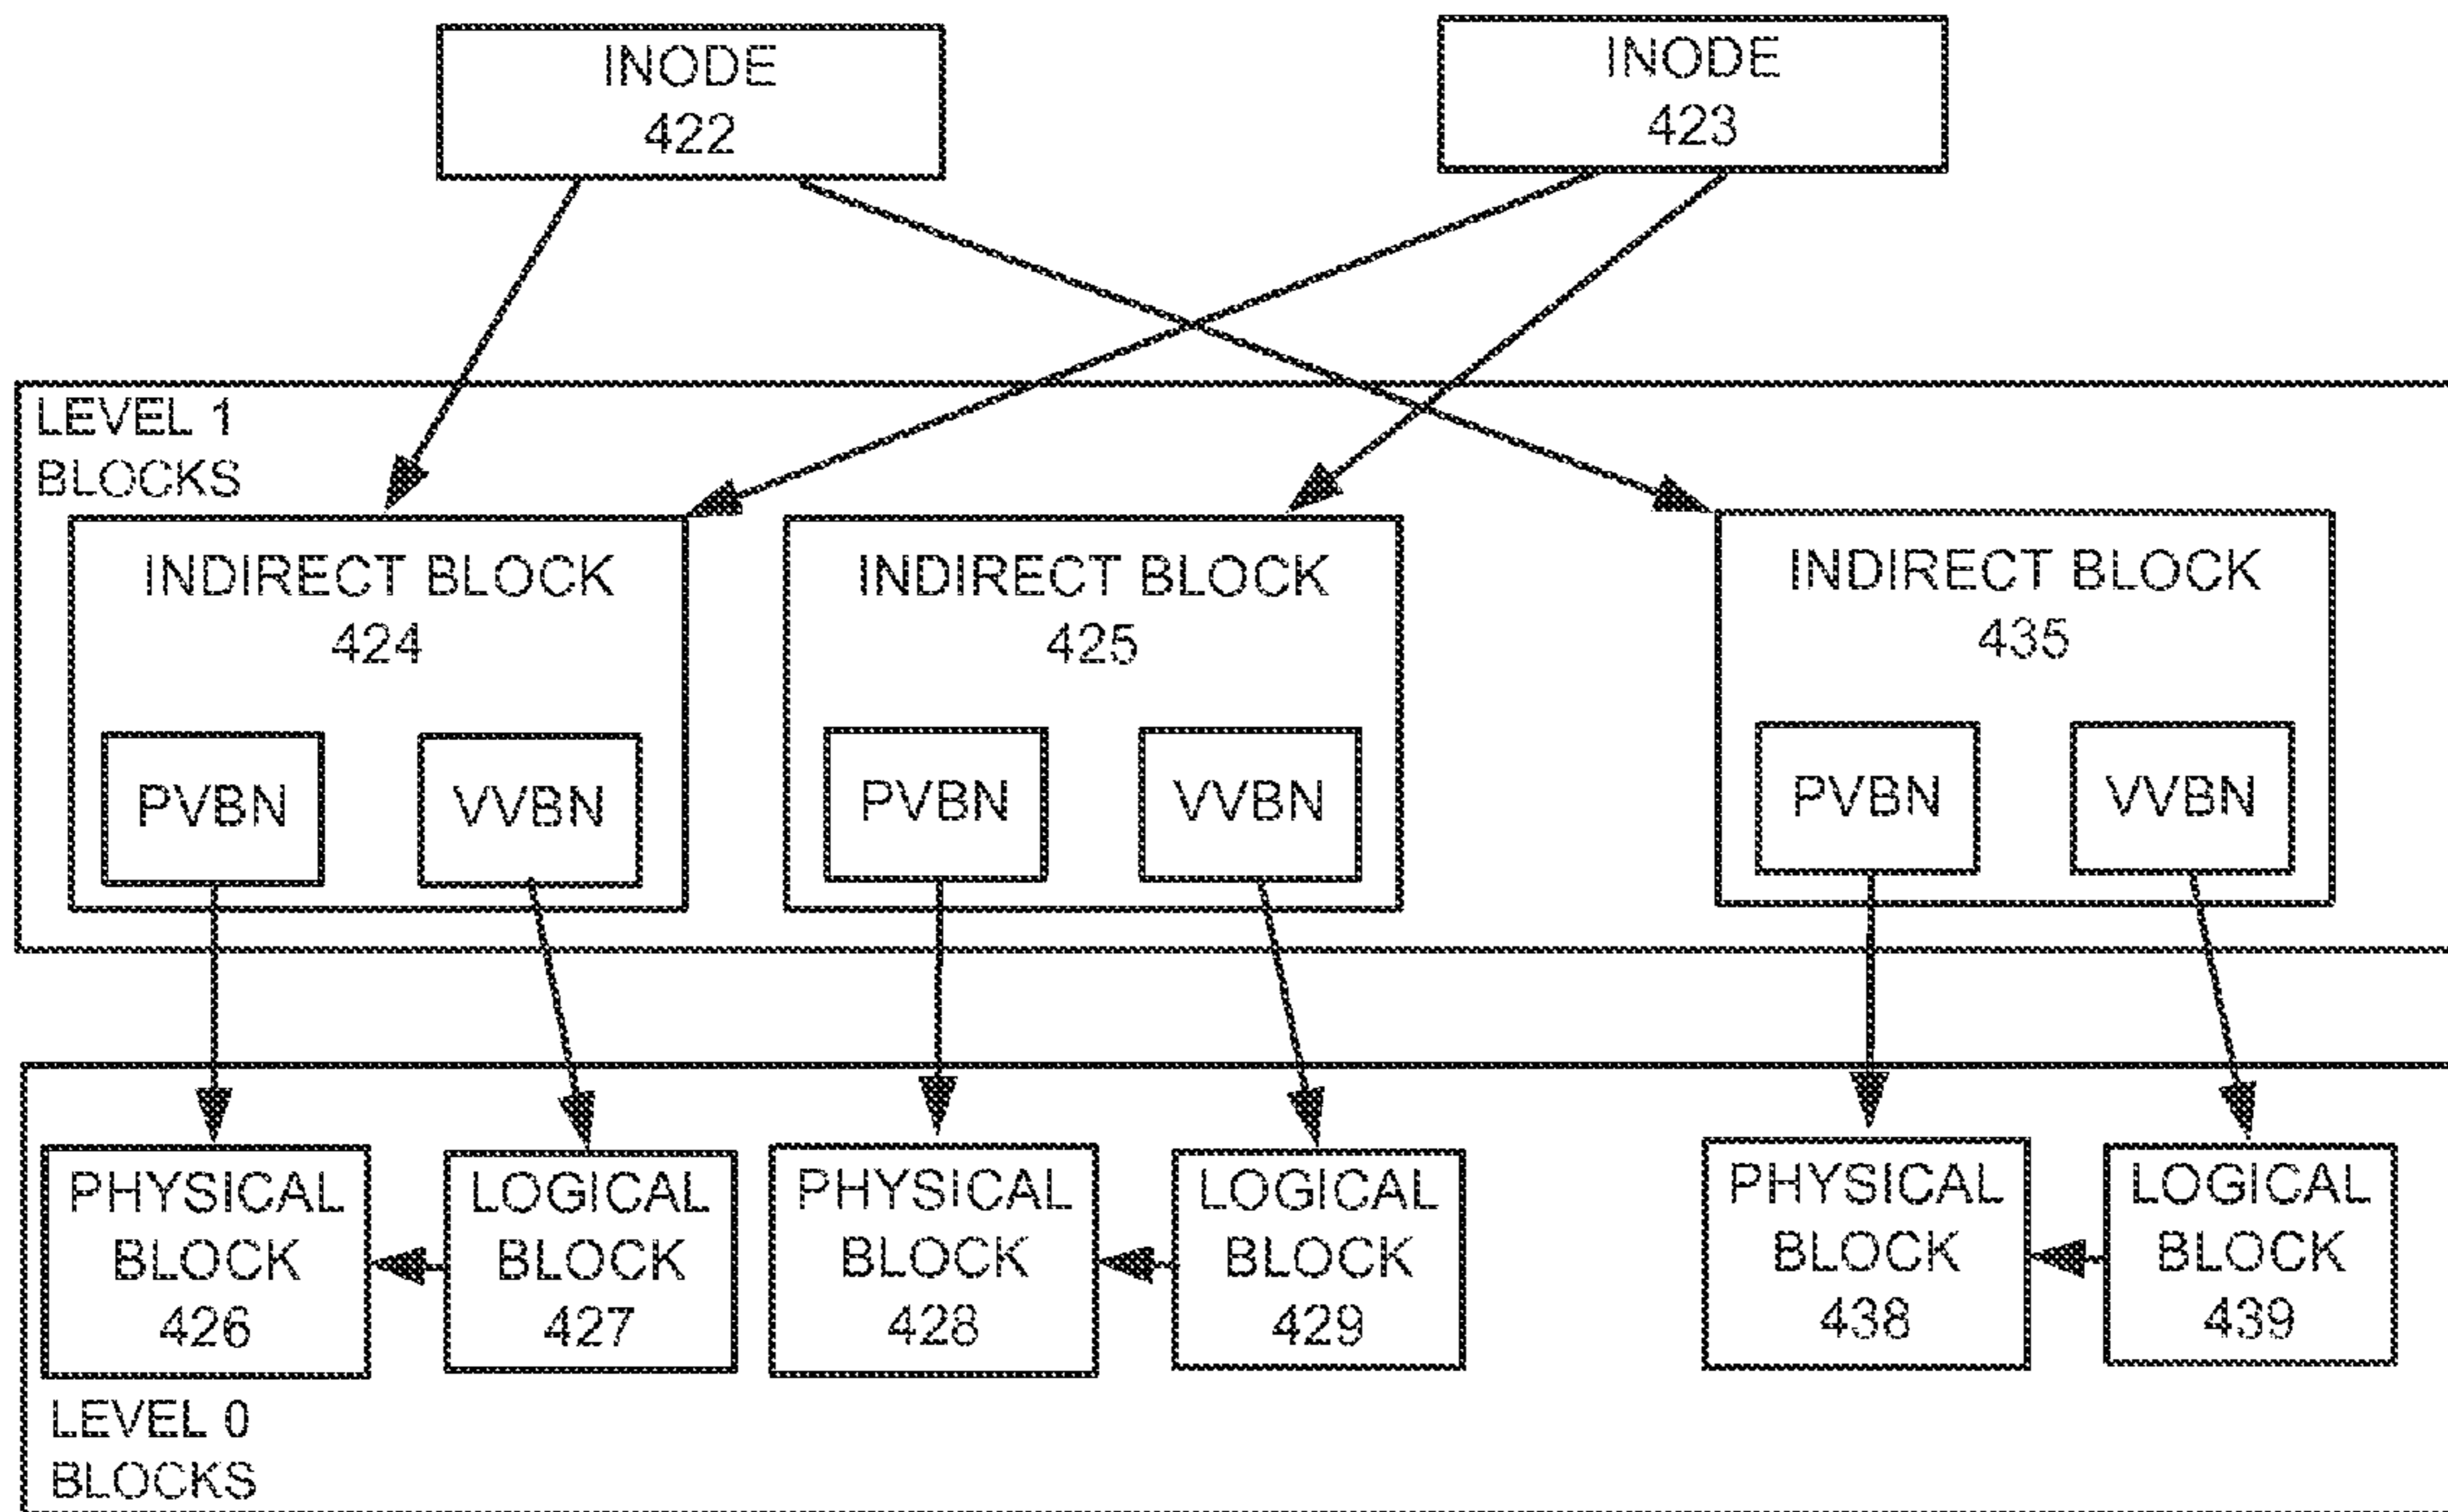 INODE
422
INODE
423
LEVEL 1
BLOCKS
INDIRECT BLOCK
424
PVBN
VVBN
INDIRECT BLOCK
425
PVBN
VVBN
INDIRECT BLOCK
435
PVBN
VVBN
PHYSICAL
BLOCK
426
LOGICAL
BLOCK
427
PHYSICAL
BLOCK
428
LOGICAL
BLOCK
429
PHYSICAL
BLOCK
438
LOGICAL
BLOCK
439
LEVEL 0
BLOCKS